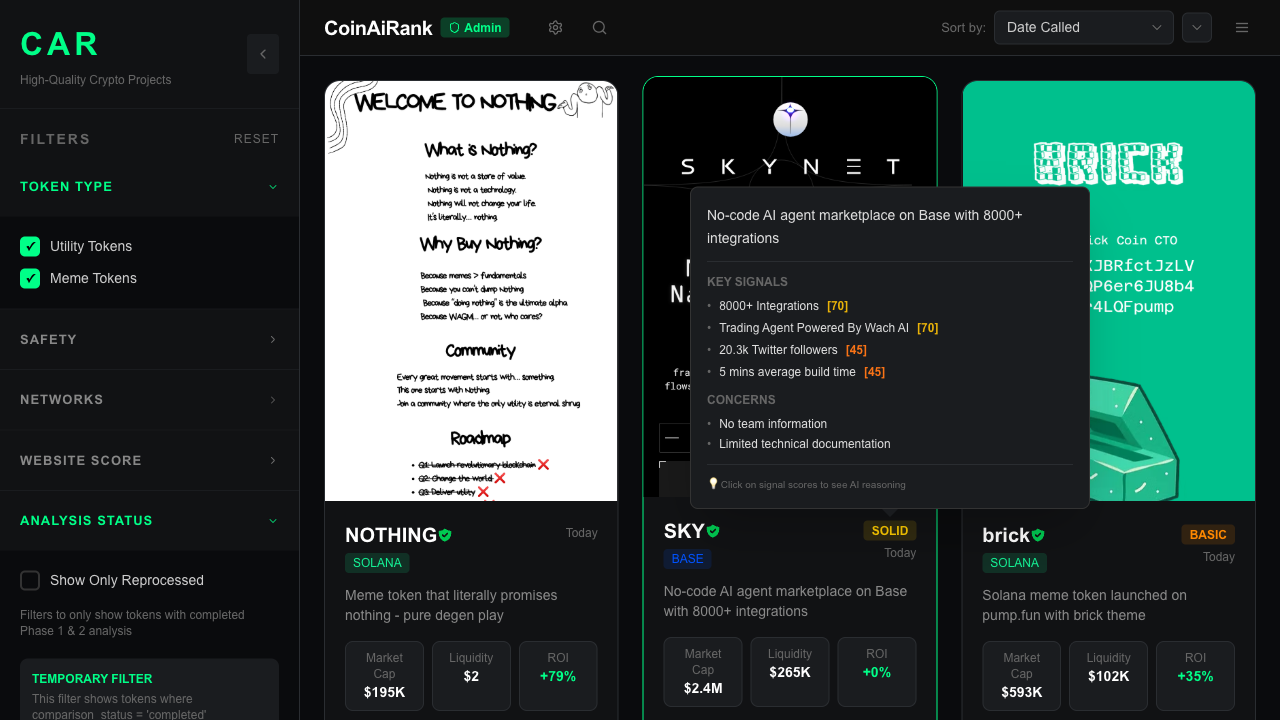 CAR
High-Quality Crypto Projects
FILTERS
RESET
TOKEN TYPE
Utility Tokens
Meme Tokens
SAFETY
NETWORKS
WEBSITE SCORE
ANALYSIS STATUS
Show Only Reprocessed
Filters to only show tokens with completed
Phase 1 & 2 analysis
TEMPORARY FILTER
This filter shows tokens where
comparison_status = 'completed'
CoinAiRank
Admin
Sort by:
Date Called
WELCOME TO NOTHING
What is Nothing?
Nothing is not a store of value.
Nothing is not a technology.
Nothing will not change your life.
It's literally... nothing.
Why Buy Nothing?
Because memes > fundamentals
Because you can't dump Nothing
Because "doing nothing" is the ultimate alpha
Because WAGMI... or not, who cares?
Community
Every great movement starts with... something.
This one starts with Nothing.
Join a community where the only utility is eternal shrug
Roadmap
• Q1: Launch revolutionary blockchain ❌
• Q2: Change the world ❌
• Q3: Deliver utility ❌
NOTHING
Today
SOLANA
Meme token that literally promises
nothing - pure degen play
Market
Cap
$195K
Liquidity
$2
ROI
+79%
SKYNET
Na
fra
flows
No-code AI agent marketplace on Base with 8000+
integrations
KEY SIGNALS
• 8000+ Integrations [70]
• Trading Agent Powered By Wach AI [70]
• 20.3k Twitter followers [45]
• 5 mins average build time [45]
CONCERNS
• No team information
• Limited technical documentation
💡Click on signal scores to see AI reasoning
SKY
SOLID
BASE
Today
No-code AI agent marketplace on Base
with 8000+ integrations
Market
Cap
$2.4M
Liquidity
$265K
ROI
+0%
BRICK
ick Coin CTO
XJBRfctJzLV
QP6er6JU8b4
r4LQFpump
brick
BASIC
SOLANA
Today
Solana meme token launched on
pump.fun with brick theme
Market
Cap
$593K
Liquidity
$102K
ROI
+35%